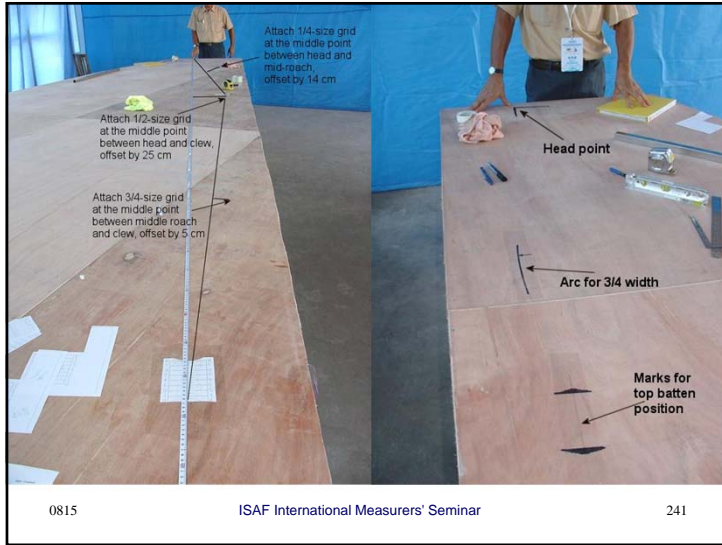 Attach 1/4-size grid
at the middle point
between head and
mid-roach,
offset by 14 cm
Attach 1/2-size grid
at the middle point
between head and clew,
offset by 25 cm
Attach 3/4-size grid
at the middle point
between middle roach
and clew, offset by 5 cm
Head point
Arc for 3/4 width
Marks for
top batten
position
0815
ISAF International Measurers' Seminar
241